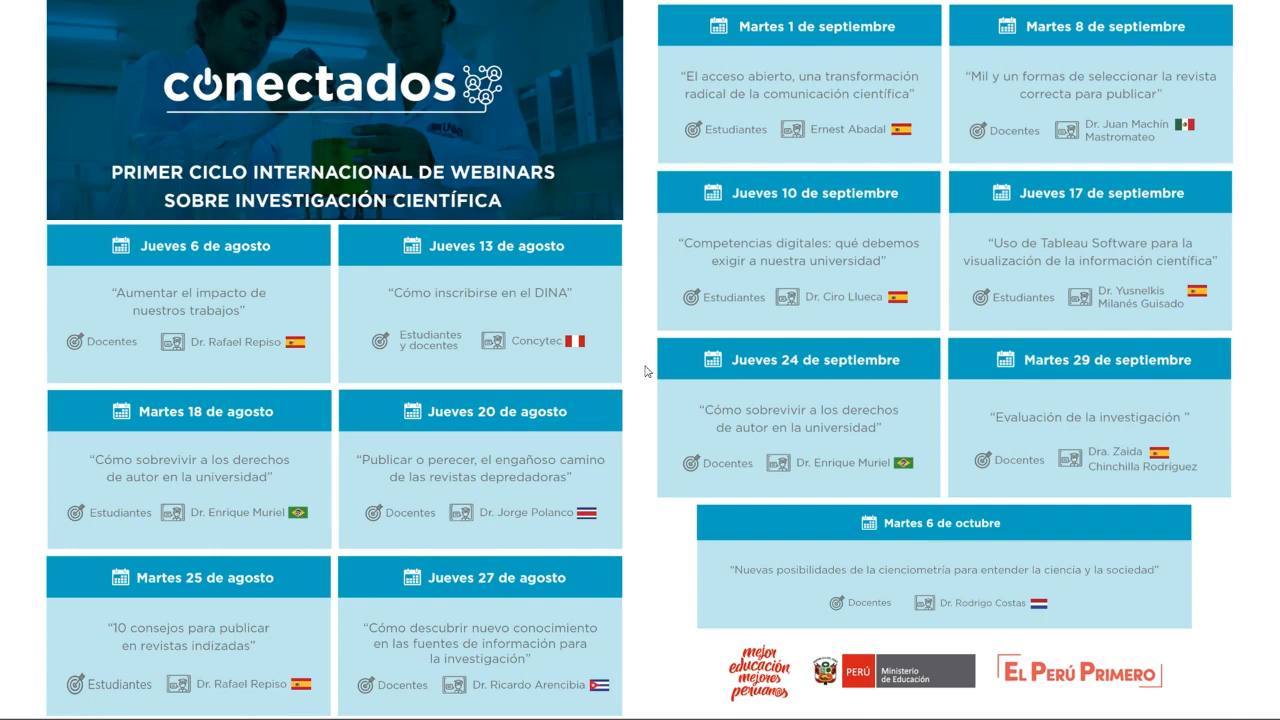 conectados
PRIMER CICLO INTERNACIONAL DE WEBINARS
SOBRE INVESTIGACIÓN CIENTÍFICA
Jueves 6 de agosto
“Aumentar el impacto de
nuestros trabajos”
Docentes
Dr. Rafael Repiso
Jueves 13 de agosto
“Cómo inscribirse en el DINA”
Estudiantes
y docentes
Concytec
Martes 18 de agosto
“Cómo sobrevivir a los derechos
de autor en la universidad”
Estudiantes
Dr. Enrique Muriel
Jueves 20 de agosto
“Publicar o perecer, el engañoso camino
de las revistas depredadoras”
Docentes
Dr. Jorge Polanco
Martes 25 de agosto
“10 consejos para publicar
en revistas indizadas”
Estudiantes
Dr. Rafael Repiso
Jueves 27 de agosto
“Cómo descubrir nuevo conocimiento
en las fuentes de información para
la investigación”
Docentes
Dr. Ricardo Arencibia
Martes 1 de septiembre
“El acceso abierto, una transformación
radical de la comunicación científica”
Estudiantes
Ernest Abadal
Martes 8 de septiembre
“Mil y un formas de seleccionar la revista
correcta para publicar”
Docentes
Dr. Juan Machín
Mastromateo
Jueves 10 de septiembre
“Competencias digitales: qué debemos
exigir a nuestra universidad”
Estudiantes
Dr. Ciro Llueca
Jueves 17 de septiembre
“Uso de Tableau Software para la
visualización de la información científica”
Estudiantes
Dr. Yusnelkis
Milanés Guisado
Jueves 24 de septiembre
“Cómo sobrevivir a los derechos
de autor en la universidad”
Docentes
Dr. Enrique Muriel
Martes 29 de septiembre
“Evaluación de la investigación ”
Docentes
Dra. Zaida
Chinchilla Rodríguez
Martes 6 de octubre
“Nuevas posibilidades de la cienciometría para entender la ciencia y la sociedad”
Docentes
Dr. Rodrigo Costas
mejor
educación
mejores
peruan@s
PERÚ
Ministerio
de Educación
EL PERÚ PRIMERO